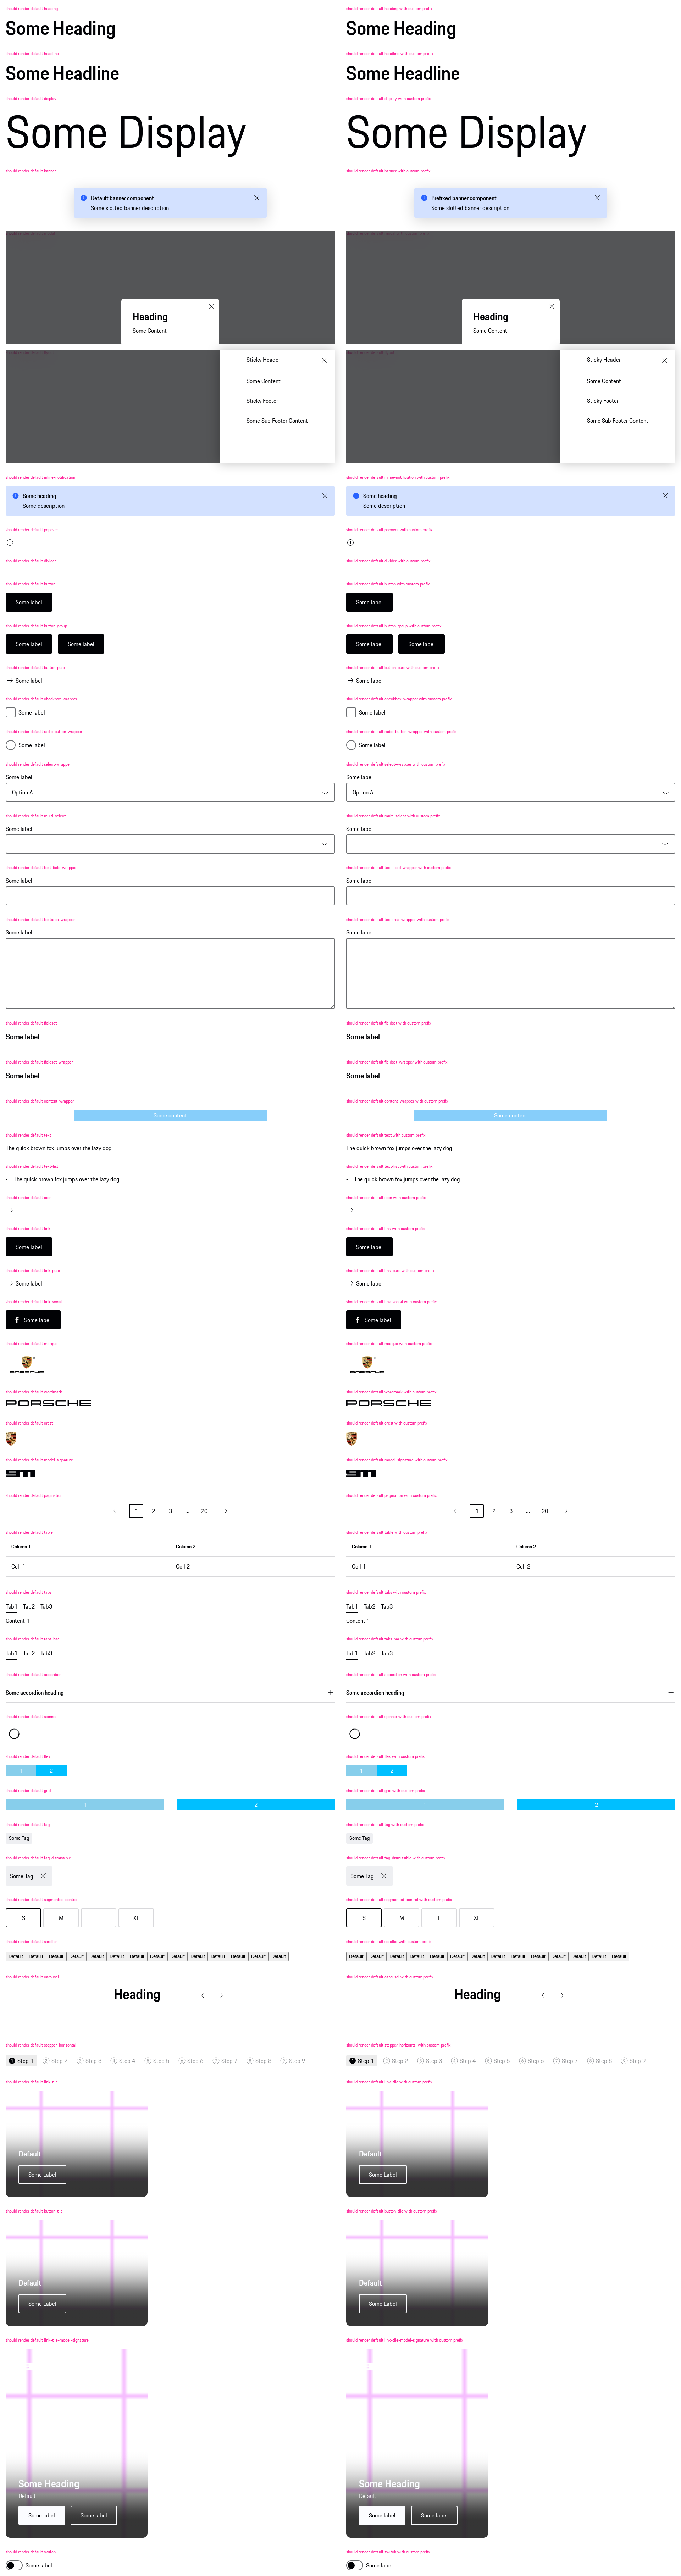 should render default heading
Some Heading
should render default headline
Some Headline
should render default display
Some Display
should render default banner
Default banner component
Some slotted banner description
Heading
Some Content
Sticky Header
Some Content
Sticky Footer
Some Sub Footer Content
should render default inline-notification
Some heading
Some description
should render default popover
should render default divider
should render default button
Some label
should render default button-group
Some label Some label
should render default button-pure
Some label
should render default checkbox-wrapper
Some label
should render default radio-button-wrapper
Some label
should render default select-wrapper
Some label
Option A
should render default multi-select
Some label
should render default text-field-wrapper
Some label
should render default textarea-wrapper
Some label
should render default fieldset
Some label
should render default fieldset-wrapper
Some label
should render default content-wrapper
Some content
should render default text
The quick brown fox jumps over the lazy dog
should render default text-list
• The quick brown fox jumps over the lazy dog
should render default icon
should render default link
Some label
should render default link-pure
Some label
should render default link-social
Some label
should render default marque
PORSCHE
should render default wordmark
PORSCHE
should render default crest
should render default model-signature
911
should render default pagination
1 2 3 ... 20
should render default table
Column 1 Column 2
Cell 1 Cell 2
should render default tabs
Tab1 Tab2 Tab3
Content 1
should render default tabs-bar
Tab1 Tab2 Tab3
should render default accordion
Some accordion heading
should render default spinner
should render default flex
1 2
should render default grid
1 2
should render default tag
Some Tag
should render default tag-dismissible
Some Tag
should render default segmented-control
S M L XL
should render default scroller
Default Default Default Default Default Default Default Default Default Default Default Default Default Default
should render default carousel
Heading
should render default stepper-horizontal
1 Step 1 2 Step 2 3 Step 3 4 Step 4 5 Step 5 6 Step 6 7 Step 7 8 Step 8 9 Step 9
should render default link-tile
Default
Some Label
should render default button-tile
Default
Some Label
should render default link-tile-model-signature
Some Heading
Default
Some label Some label
should render default switch
Some label
should render default heading with custom prefix
Some Heading
should render default headline with custom prefix
Some Headline
should render default display with custom prefix
Some Display
should render default banner with custom prefix
Prefixed banner component
Some slotted banner description
Heading
Some Content
Sticky Header
Some Content
Sticky Footer
Some Sub Footer Content
should render default inline-notification with custom prefix
Some heading
Some description
should render default popover with custom prefix
should render default divider with custom prefix
should render default button with custom prefix
Some label
should render default button-group with custom prefix
Some label Some label
should render default button-pure with custom prefix
Some label
should render default checkbox-wrapper with custom prefix
Some label
should render default radio-button-wrapper with custom prefix
Some label
should render default select-wrapper with custom prefix
Some label
Option A
should render default multi-select with custom prefix
Some label
should render default text-field-wrapper with custom prefix
Some label
should render default textarea-wrapper with custom prefix
Some label
should render default fieldset with custom prefix
Some label
should render default fieldset-wrapper with custom prefix
Some label
should render default content-wrapper with custom prefix
Some content
should render default text with custom prefix
The quick brown fox jumps over the lazy dog
should render default text-list with custom prefix
• The quick brown fox jumps over the lazy dog
should render default icon with custom prefix
should render default link with custom prefix
Some label
should render default link-pure with custom prefix
Some label
should render default link-social with custom prefix
Some label
should render default marque with custom prefix
PORSCHE
should render default wordmark with custom prefix
PORSCHE
should render default crest with custom prefix
should render default model-signature with custom prefix
911
should render default pagination with custom prefix
1 2 3 ... 20
should render default table with custom prefix
Column 1 Column 2
Cell 1 Cell 2
should render default tabs with custom prefix
Tab1 Tab2 Tab3
Content 1
should render default tabs-bar with custom prefix
Tab1 Tab2 Tab3
should render default accordion with custom prefix
Some accordion heading
should render default spinner with custom prefix
should render default flex with custom prefix
1 2
should render default grid with custom prefix
1 2
should render default tag with custom prefix
Some Tag
should render default tag-dismissible with custom prefix
Some Tag
should render default segmented-control with custom prefix
S M L XL
should render default scroller with custom prefix
Default Default Default Default Default Default Default Default Default Default Default Default Default Default
should render default carousel with custom prefix
Heading
should render default stepper-horizontal with custom prefix
1 Step 1 2 Step 2 3 Step 3 4 Step 4 5 Step 5 6 Step 6 7 Step 7 8 Step 8 9 Step 9
should render default link-tile with custom prefix
Default
Some Label
should render default button-tile with custom prefix
Default
Some Label
should render default link-tile-model-signature with custom prefix
Some Heading
Default
Some label Some label
should render default switch with custom prefix
Some label